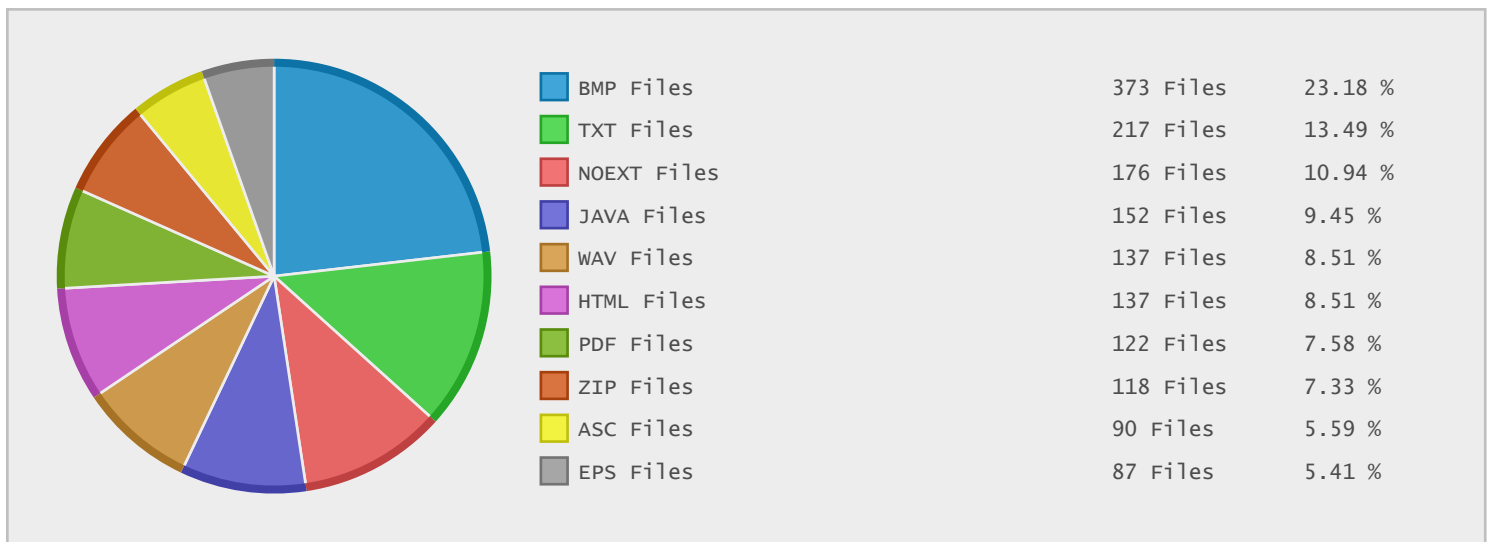 BMP Files 373 Files 23.18 %
TXT Files 217 Files 13.49 %
NOEXT Files 176 Files 10.94 %
JAVA Files 152 Files 9.45 %
WAV Files 137 Files 8.51 %
HTML Files 137 Files 8.51 %
PDF Files 122 Files 7.58 %
ZIP Files 118 Files 7.33 %
ASC Files 90 Files 5.59 %
EPS Files 87 Files 5.41 %